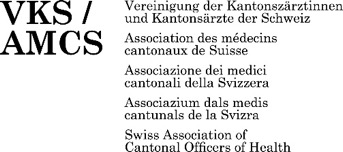 VKS /
AMCS
Vereinigung der Kantonszärztinnen
und Kantonsärzte der Schweiz
Association des médecins
cantonaux de Suisse
Associazione dei medici
cantonali della Svizzera
Associazium dals medis
cantunals de la Svizra
Swiss Association of
Cantonal Officers of Health